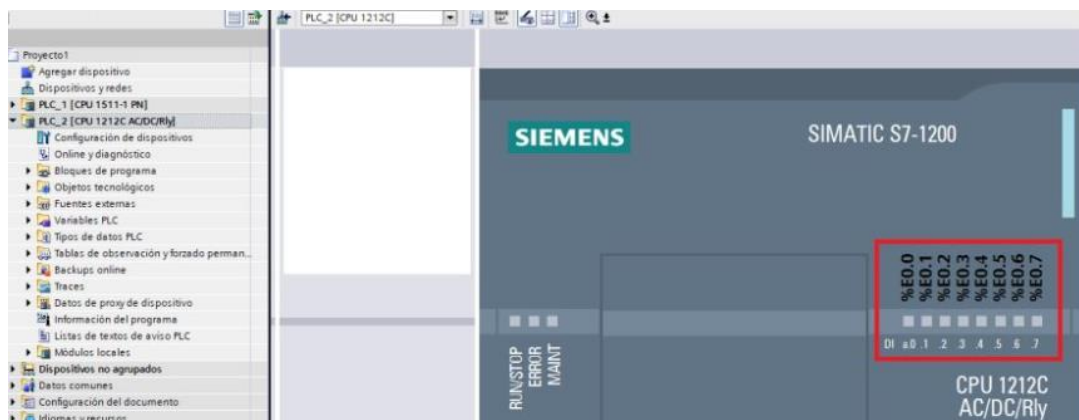 PLC_2 [CPU 1212C]
Proyecto1
Agregar dispositivo
Dispositivos y redes
PLC_1 [CPU 1511-1 PN]
PLC_2 [CPU 1212C AC/DC/Rly]
Configuración de dispositivos
Online y diagnóstico
Bloques de programa
Objetos tecnológicos
Fuentes externas
Variables PLC
Tipos de datos PLC
Tablas de observación y forzado perman...
Backups online
Traces
Datos de proxy de dispositivo
Información del programa
Listas de textos de aviso PLC
Módulos locales
Dispositivos no agrupados
Datos comunes
Configuración del documento
Idiomas y recursos
SIEMENS
SIMATIC S7-1200
%E0.0
%E0.1
%E0.2
%E0.3
%E0.4
%E0.5
%E0.6
%E0.7
DI a.0 .1 .2 .3 .4 .5 .6 .7
RUN/STOP
ERROR
MAINT
CPU 1212C
AC/DC/Rly